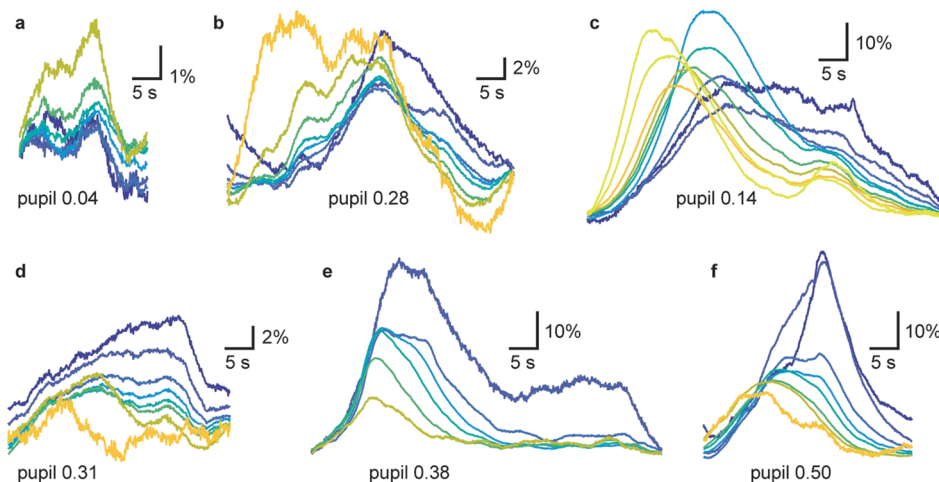 a
1%
5 s
pupil 0.04
b
2%
5 s
pupil 0.28
c
10%
5 s
pupil 0.14
d
2%
5 s
pupil 0.31
e
10%
5 s
pupil 0.38
f
10%
5 s
pupil 0.50